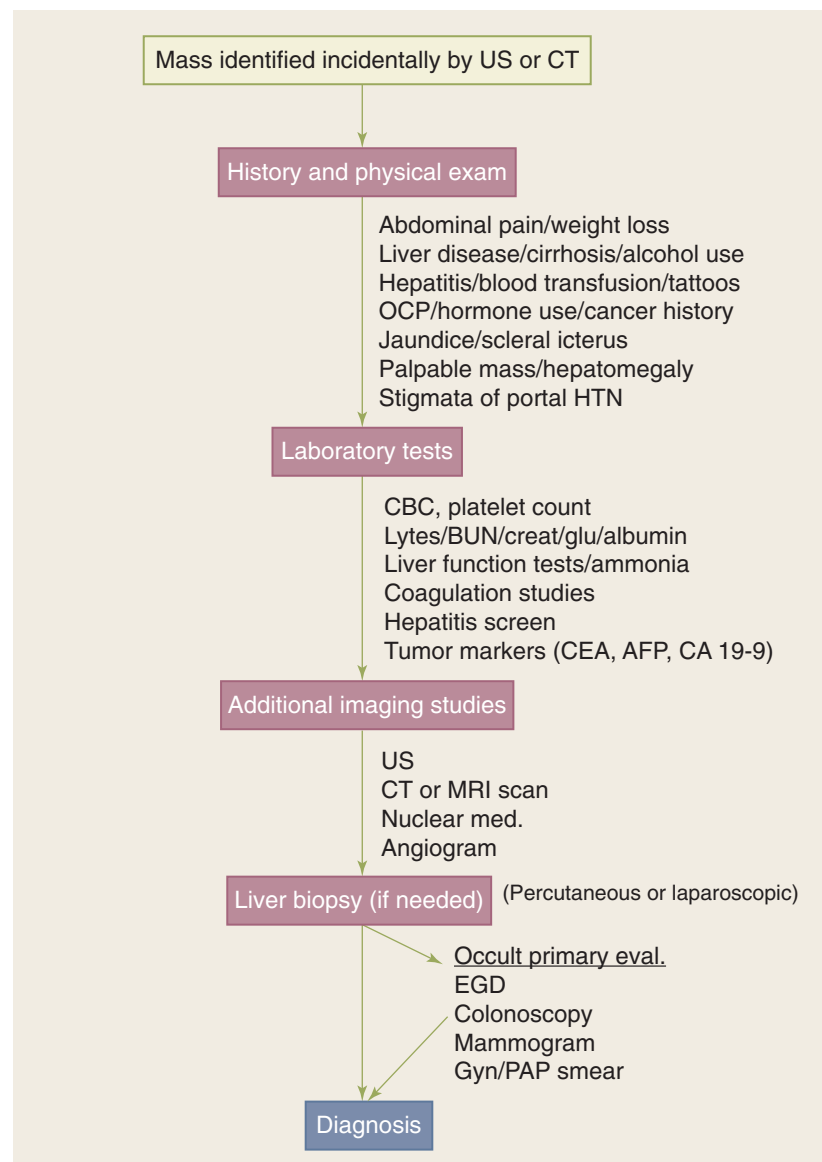 Mass identified incidentally by US or CT
History and physical exam
Abdominal pain/weight loss
Liver disease/cirrhosis/alcohol use
Hepatitis/blood transfusion/tattoos
OCP/hormone use/cancer history
Jaundice/scleral icterus
Palpable mass/hepatomegaly
Stigmata of portal HTN
Laboratory tests
CBC, platelet count
Lytes/BUN/creat/glu/albumin
Liver function tests/ammonia
Coagulation studies
Hepatitis screen
Tumor markers (CEA, AFP, CA 19-9)
Additional imaging studies
US
CT or MRI scan
Nuclear med.
Angiogram
Liver biopsy (if needed) (Percutaneous or laparoscopic)
Occult primary eval.
EGD
Colonoscopy
Mammogram
Gyn/PAP smear
Diagnosis